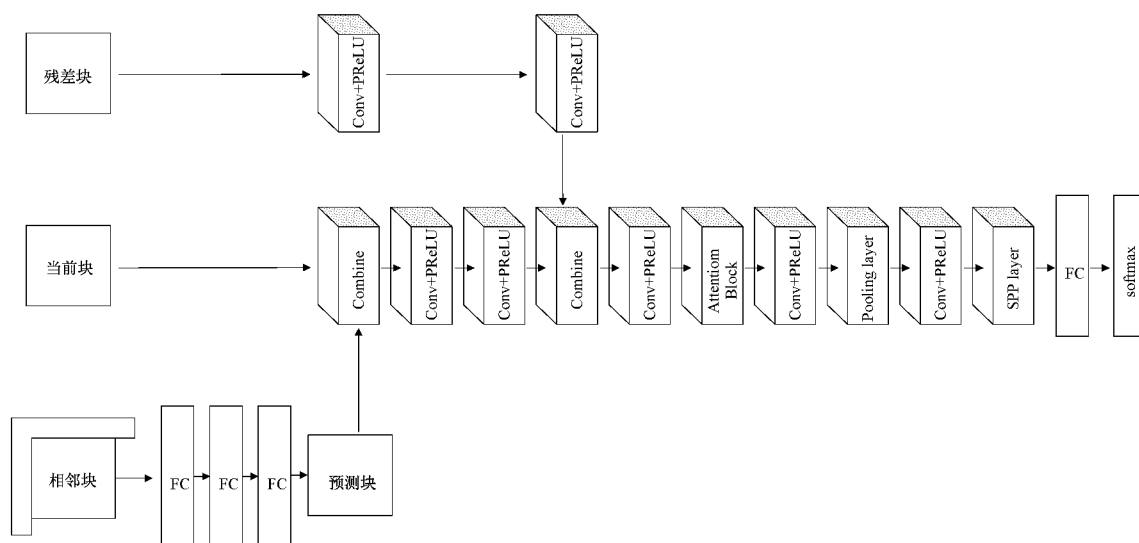 残差块
Conv+PReLU
Conv+PReLU
当前块
Combine
Conv+PReLU
Conv+PReLU
Combine
Conv+PReLU
Attentiom
Block
Conv+PReLU
Pooling layer
Conv+PReLU
SPP layer
FC
softmax
相邻块
FC
FC
FC
预测块